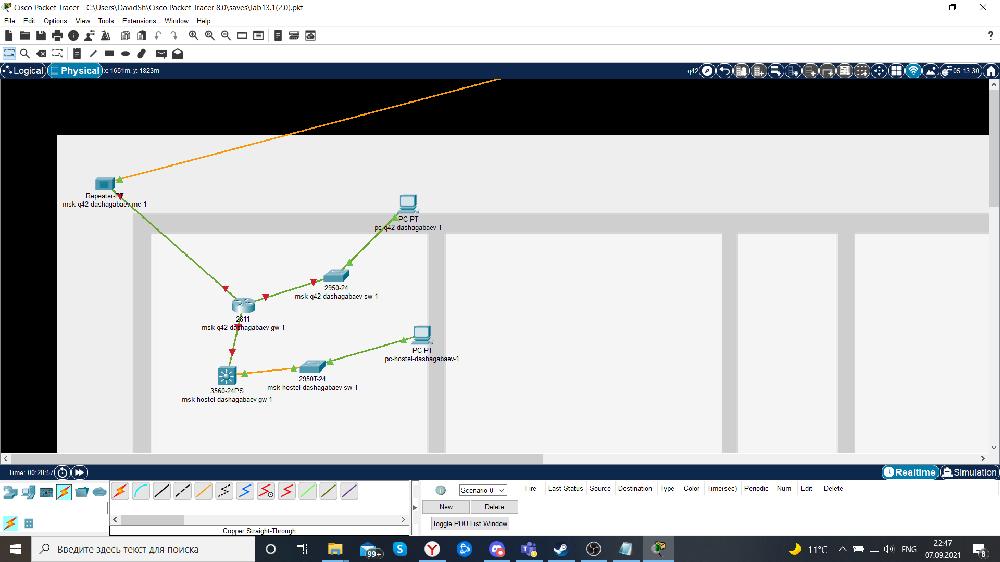 Cisco Packet Tracer - C:\Users\DavidSh\Cisco Packet Tracer 8.0\saves\lab13.1(2.0).pkt
File Edit Options View Tools Extensions Window Help
Logical Physical x: 1651m, y: 1823m q42 05:13:30
Repeater-PT
msk-q42-dashagabaev-mc-1
PC-PT
pc-q42-dashagabaev-1
2950-24
msk-q42-dashagabaev-sw-1
2811
msk-q42-dashagabaev-gw-1
PC-PT
pc-hostel-dashagabaev-1
2950T-24
msk-hostel-dashagabaev-sw-1
3560-24PS
msk-hostel-dashagabaev-gw-1
Time: 00:28:57 Realtime Simulation
Scenario 0
New Delete
Toggle PDU List Window
Fire Last Status Source Destination Type Color Time(sec) Periodic Num Edit Delete
Copper Straight-Through
Введите здесь текст для поиска
99+
11°C
ENG
22:47
07.09.2021
8